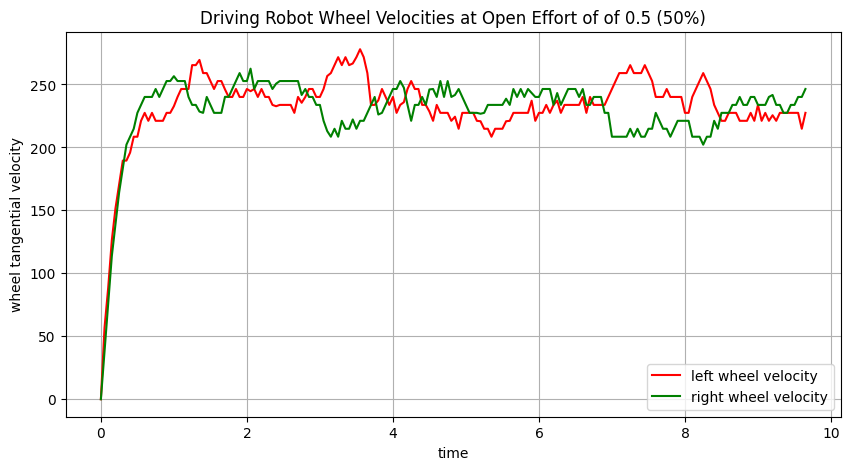 Driving Robot Wheel Velocities at Open Effort of of 0.5 (50%)
wheel tangential velocity
250
200
150
100
50
0
left wheel velocity
right wheel velocity
0 2 4 6 8 10
time